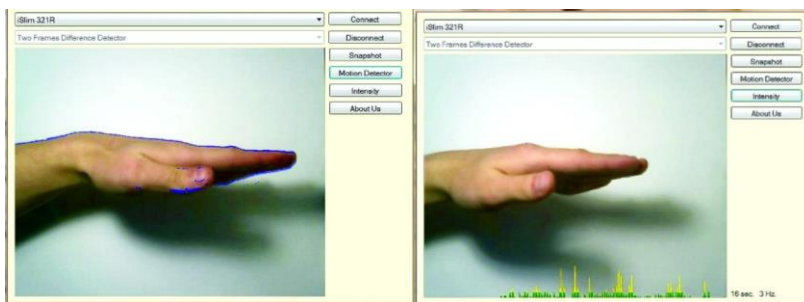 iSlim 321R
Connect
Two Frames Difference Detector
Disconnect
Snapshot
Motion Detector
Intensity
About Us
iSlim 321R
Connect
Two Frames Difference Detector
Disconnect
Snapshot
Motion Detector
Intensity
About Us
16 sec. 3 Hz.